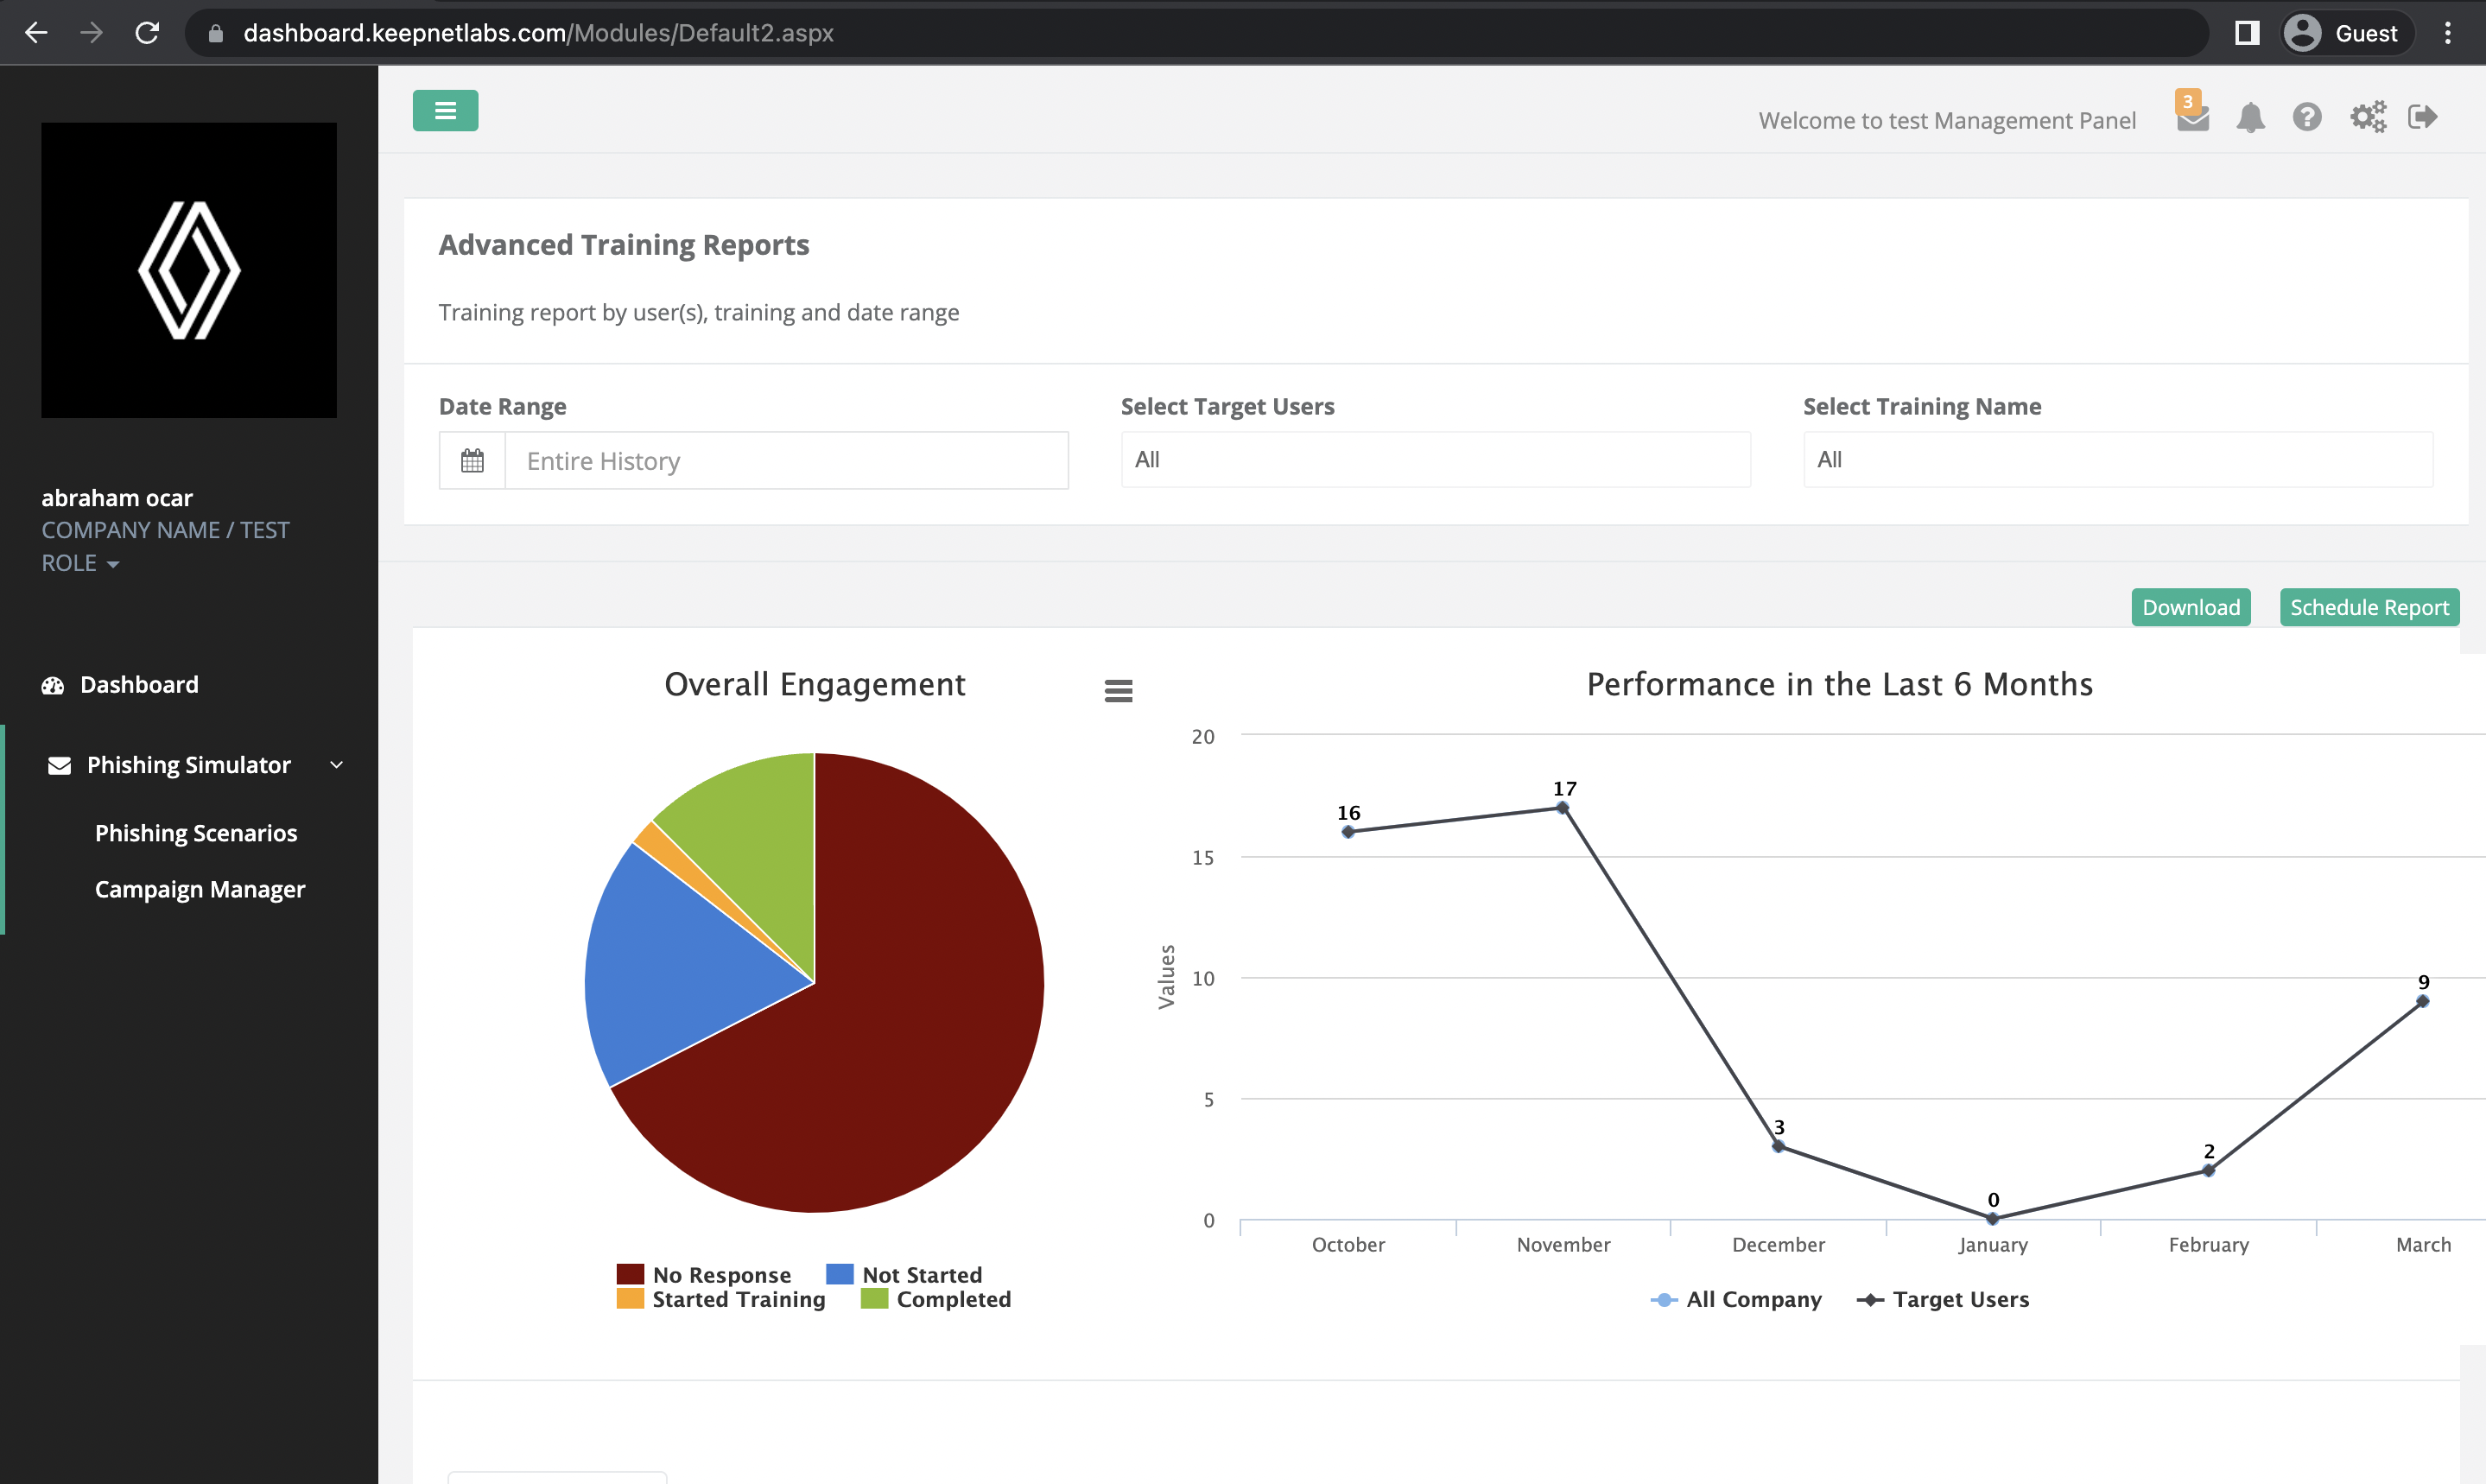 dashboard.keepnetlabs.com/Modules/Default2.aspx
Guest
Welcome to test Management Panel
3
Advanced Training Reports
Training report by user(s), training and date range
Date Range
Select Target Users
Select Training Name
Entire History
All
All
abraham ocar
COMPANY NAME / TEST
ROLE
Download
Schedule Report
Dashboard
Phishing Simulator
Phishing Scenarios
Campaign Manager
Overall Engagement
No Response
Not Started
Started Training
Completed
Performance in the Last 6 Months
Values
20
15
10
5
0
16
17
3
0
2
9
October
November
December
January
February
March
All Company
Target Users